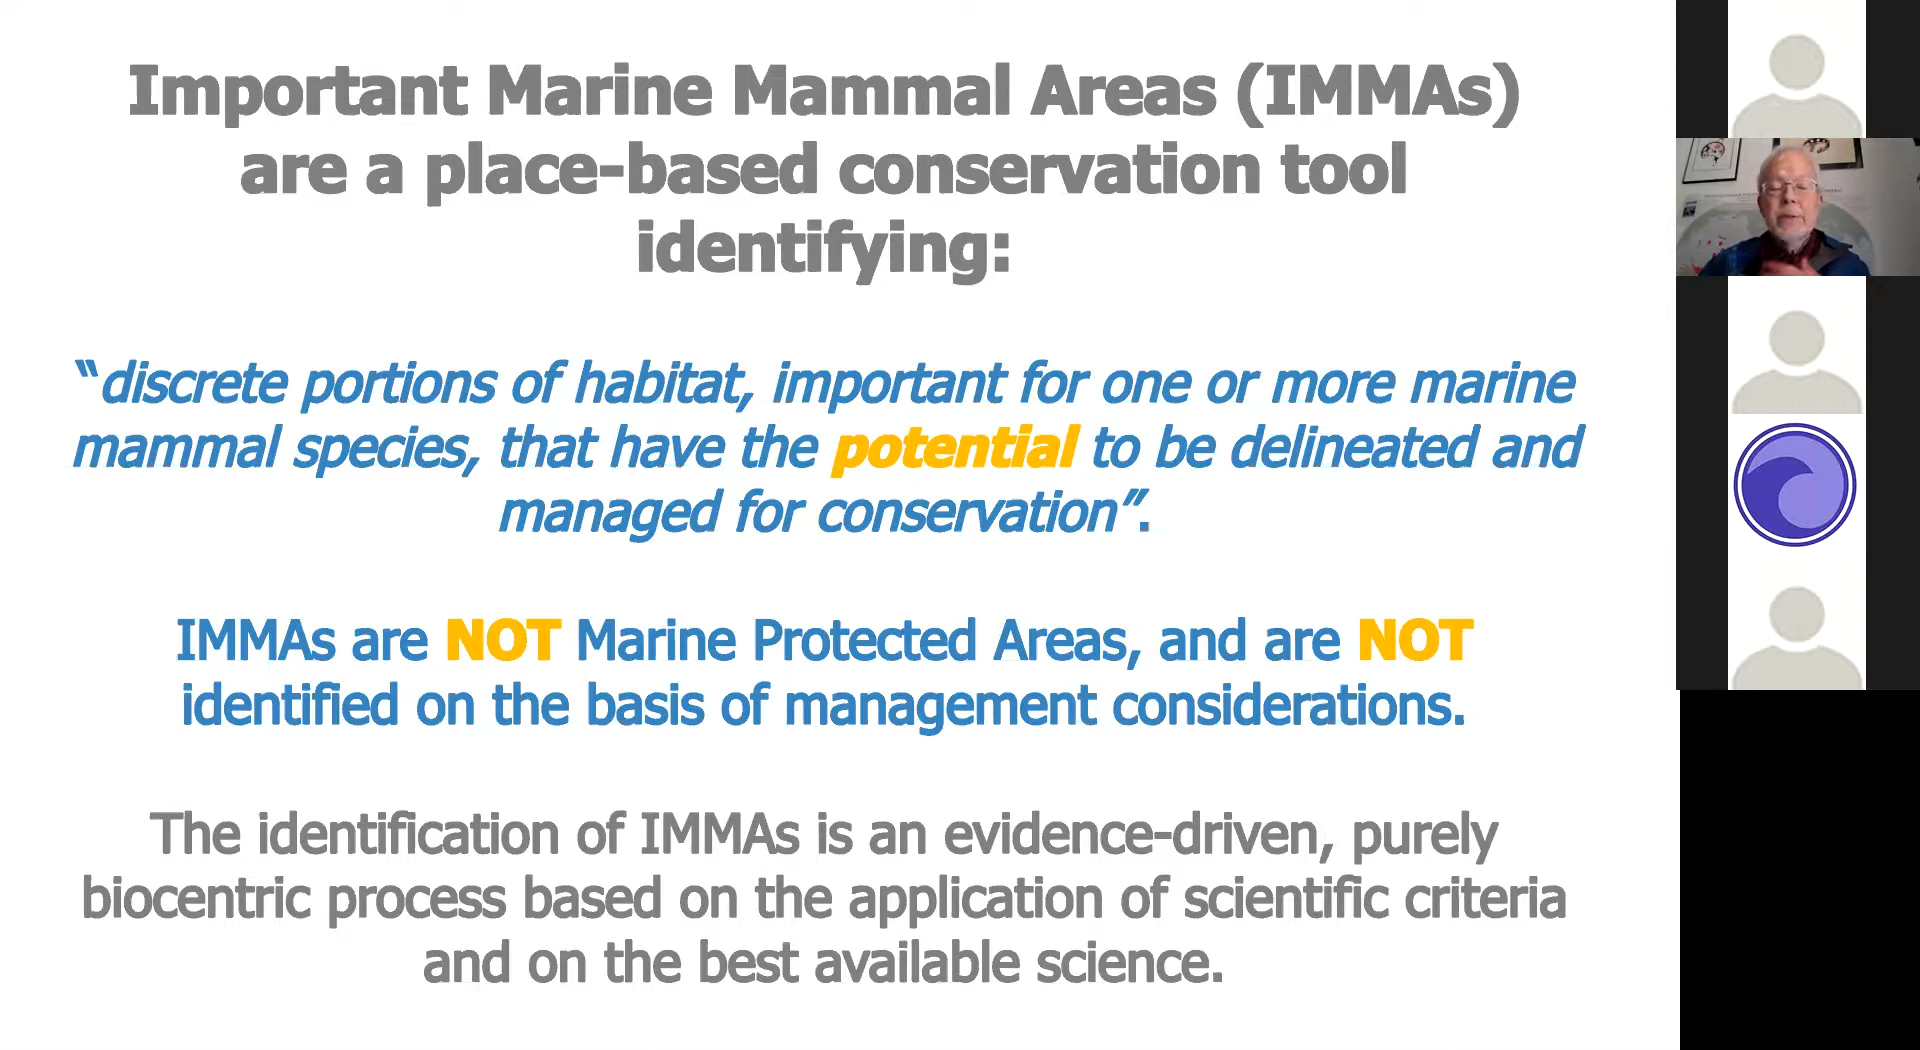 Important Marine Mammal Areas (IMMAs)
are a place-based conservation tool
identifying:
“discrete portions of habitat, important for one or more marine
mammal species, that have the potential to be delineated and
managed for conservation”.
IMMAs are NOT Marine Protected Areas, and are NOT
identified on the basis of management considerations.
The identification of IMMAs is an evidence-driven, purely
biocentric process based on the application of scientific criteria
and on the best available science.